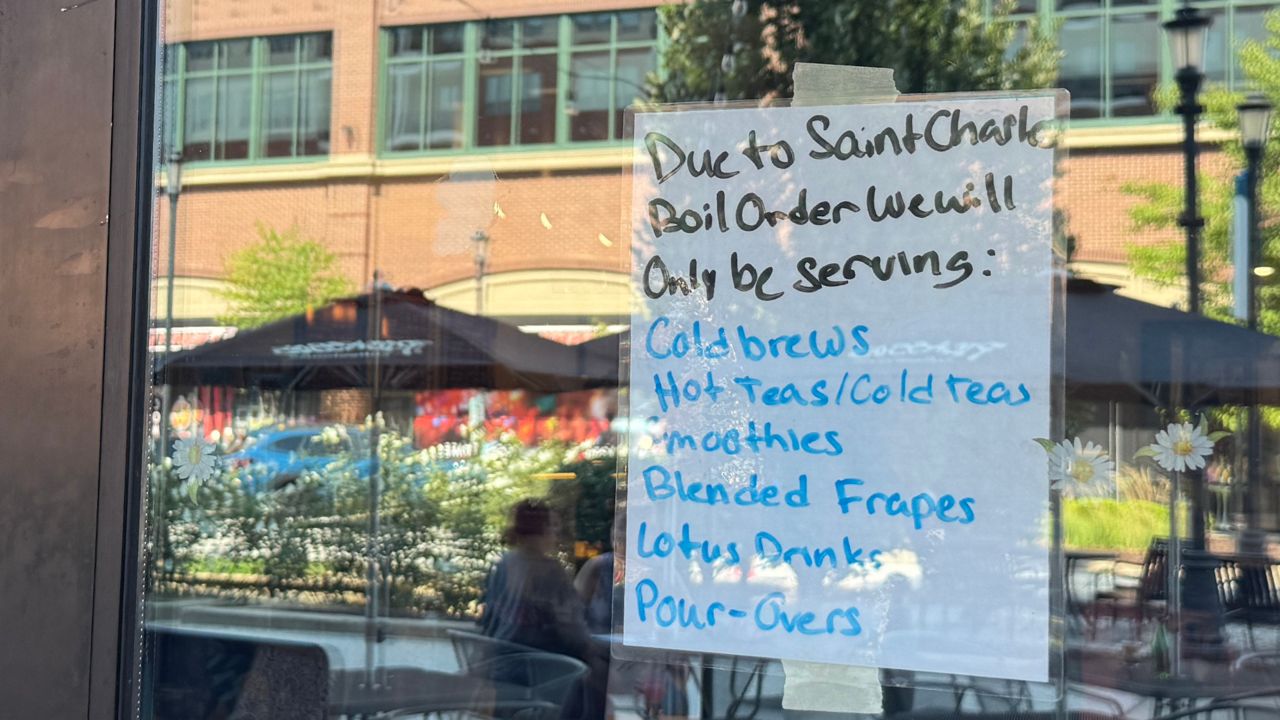 Due to Saint Charles
Boil Order We will
Only be serving:
Cold brews
Hot Teas/Cold teas
Smoothies
Blended Frapes
Lotus Drinks
Pour-Overs